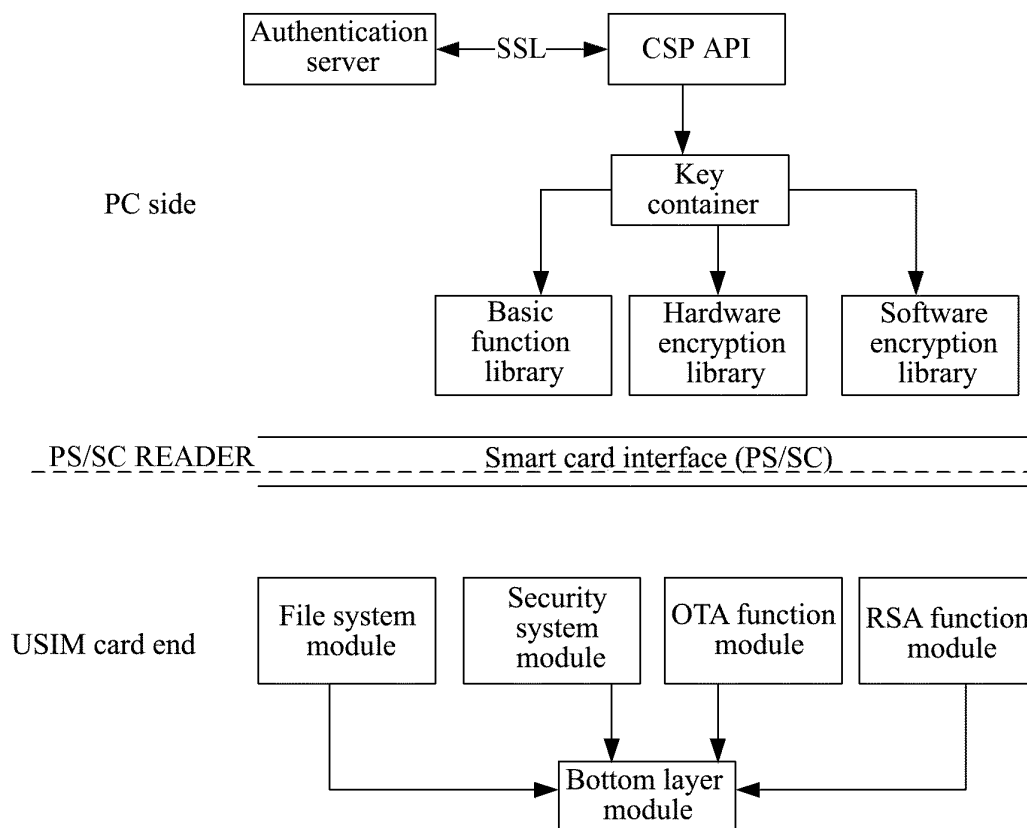 Authentication
server
SSL
CSP API
PC side
Key
container
Basic
function
library
Hardware
encryption
library
Software
encryption
library
PS/SC READER
Smart card interface (PS/SC)
USIM card end
File system
module
Security
system
module
OTA function
module
RSA function
module
Bottom layer
module